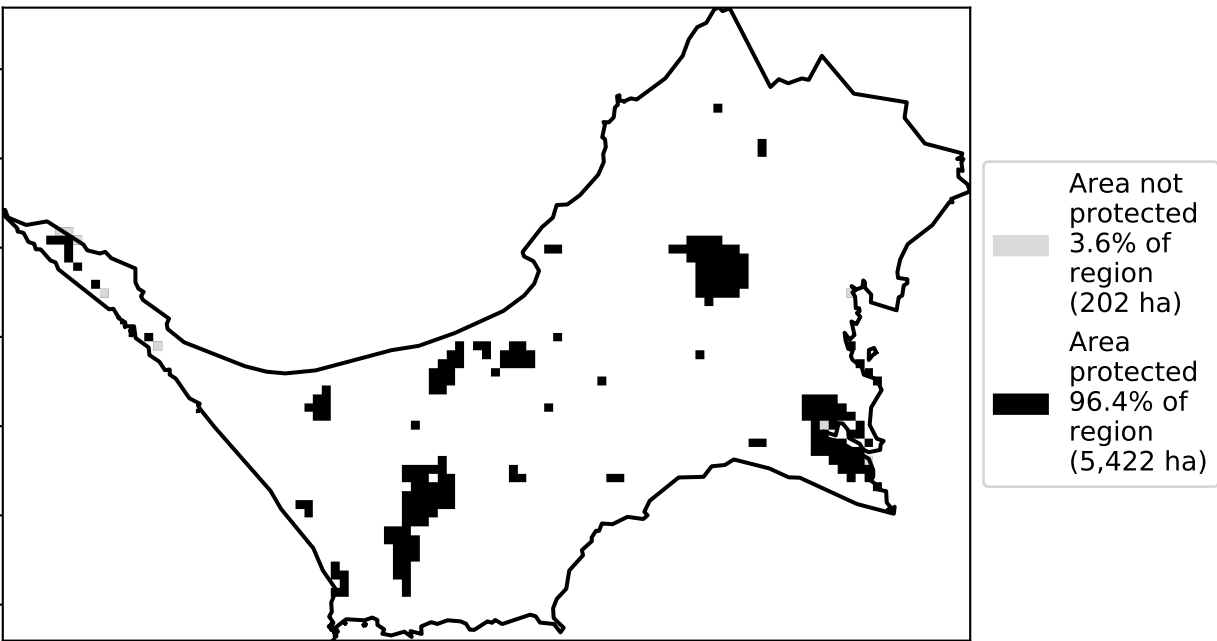 Area not
protected
3.6% of
region
(202 ha)
Area
protected
96.4% of
region
(5,422 ha)